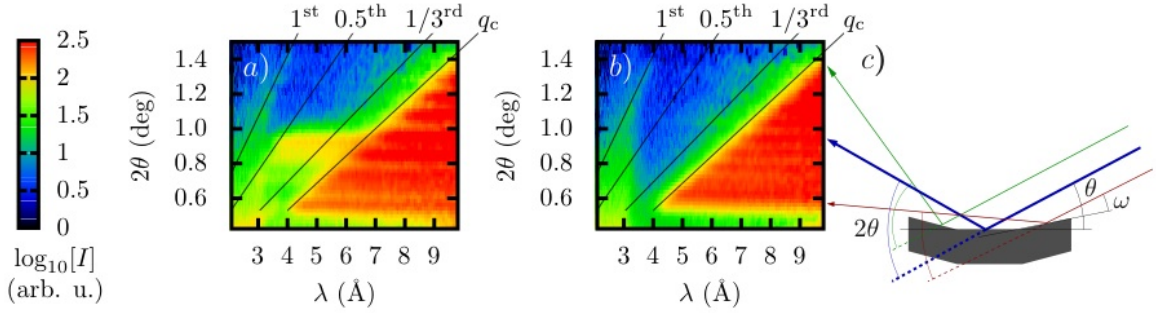 1st 0.5th 1/3rd qc
1st 0.5th 1/3rd qc
2.5
2
1.5
1
0.5
0
log10[I]
(arb. u.)
a)
1.4
1.2
1.0
0.8
0.6
2θ (deg)
3 4 5 6 7 8 9
λ (Å)
b)
1.4
1.2
1.0
0.8
0.6
2θ (deg)
3 4 5 6 7 8 9
λ (Å)
c)
θ
ω
2θ